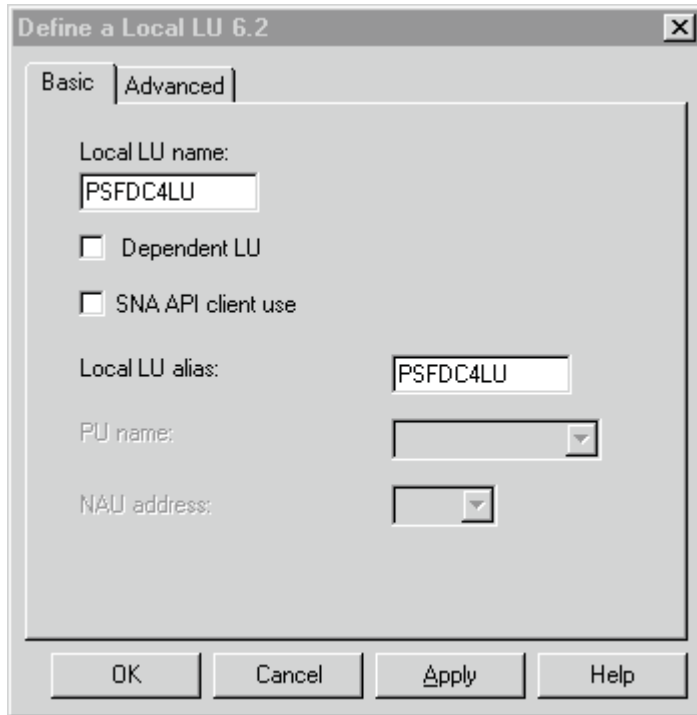 Define a Local LU 6.2
Basic Advanced
Local LU name:
PSFDC4LU
Dependent LU
SNA API client use
Local LU alias: PSFDC4LU
PU name:
NAU address:
OK Cancel Apply Help